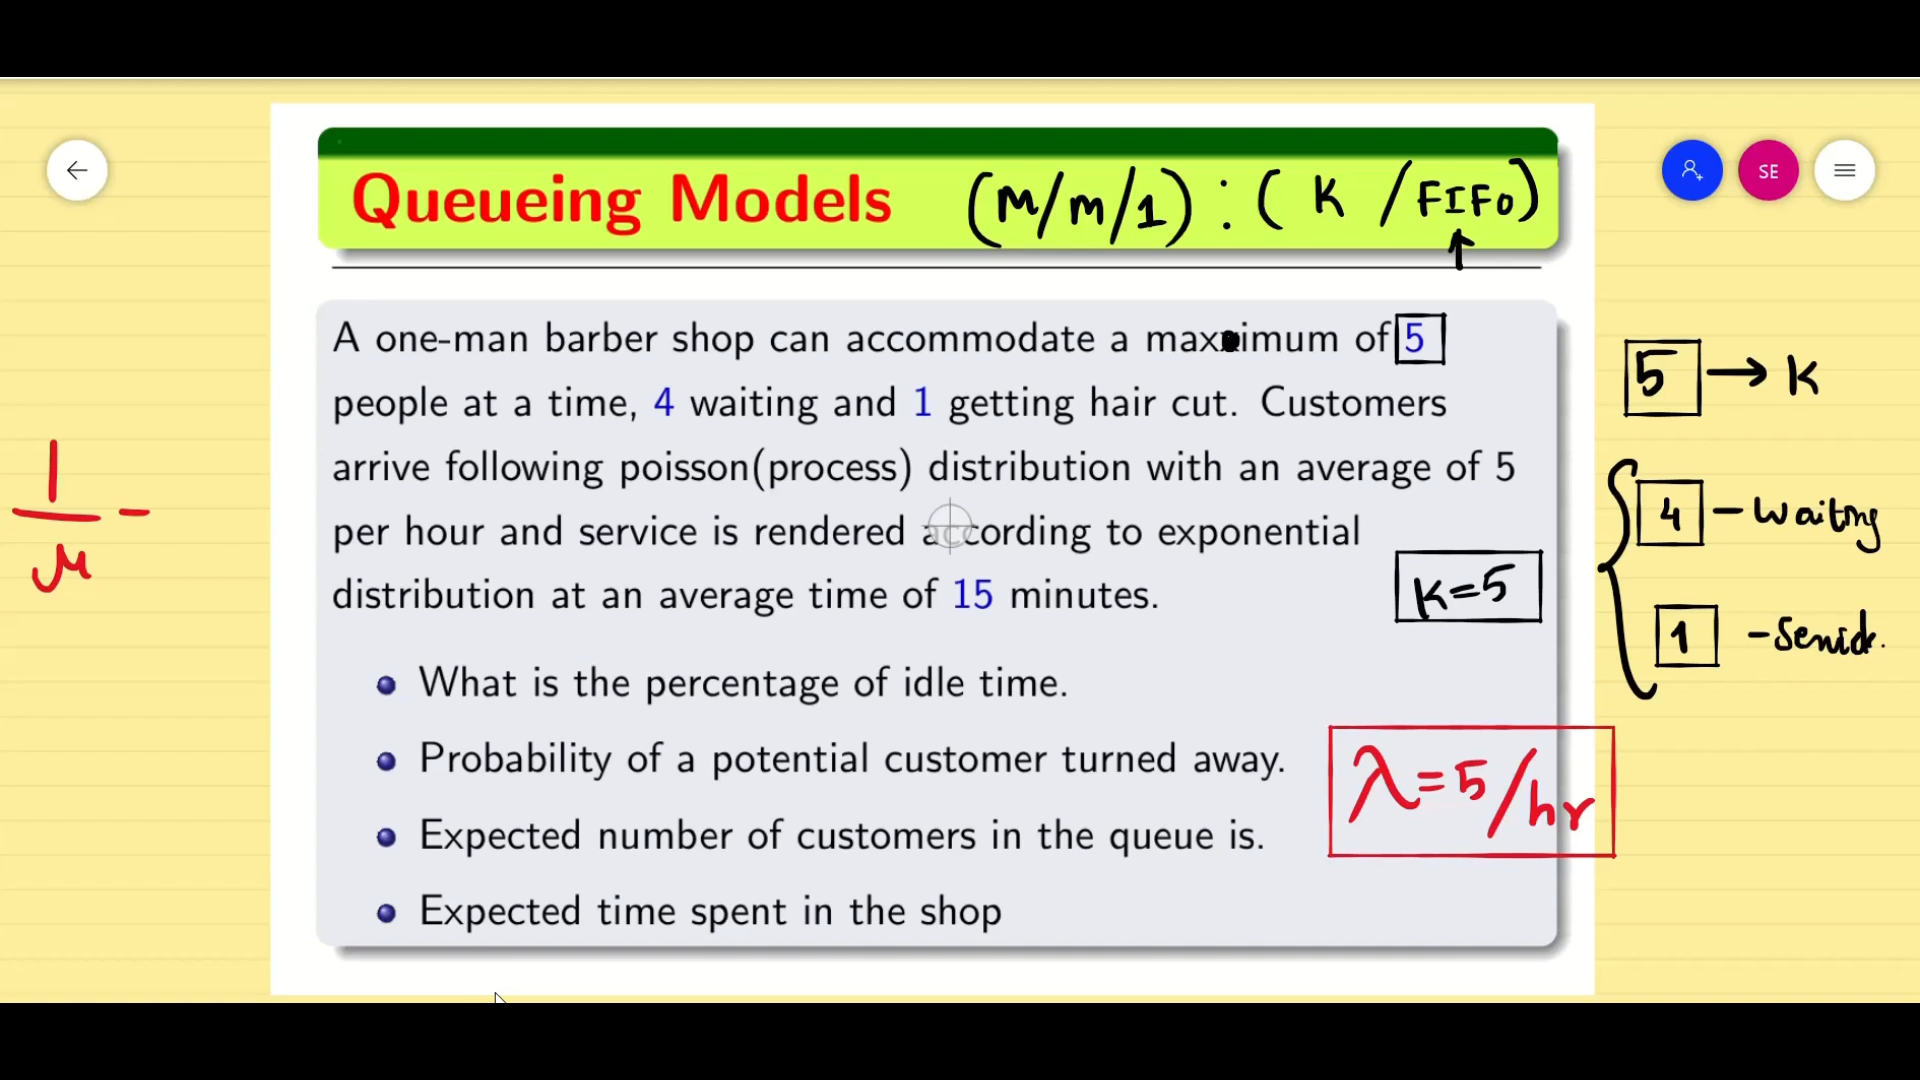 Queueing Models (M/M/1) : ( K / FIFO)
A one-man barber shop can accommodate a maximum of 5
people at a time, 4 waiting and 1 getting hair cut. Customers
arrive following poisson(process) distribution with an average of 5
per hour and service is rendered according to exponential
distribution at an average time of 15 minutes.
What is the percentage of idle time.
Probability of a potential customer turned away.
Expected number of customers in the queue is.
Expected time spent in the shop
K=5
λ=5/hr
5 → K
4 - Waiting
1
1/μ -
SE